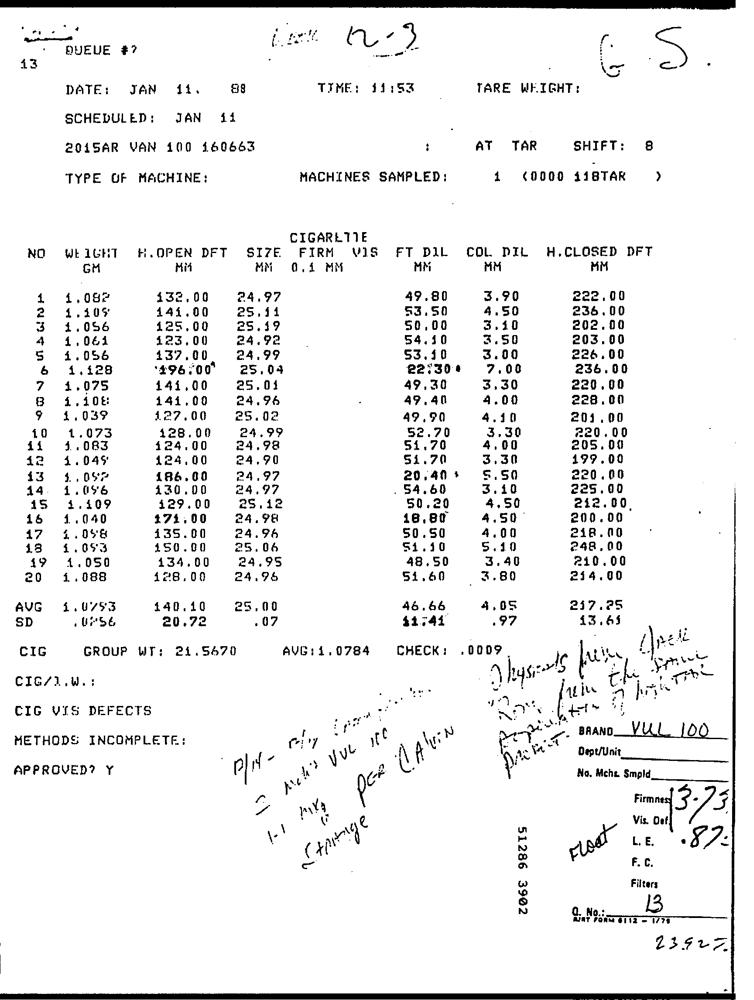 12-3
G S.
QUEUE #?
13
DATE: JAN 11, 88 TIME: 11:53 TARE WEIGHT:
SCHEDULED: JAN 11
2015AR VAN 100 160663 : AT TAR SHIFT: 8
TYPE OF MACHINE: MACHINES SAMPLED: 1 (0000 118TAR )
CIGARETTE
NO WEIGHT H.OPEN DFT SIZE FIRM VIS FT DIL COL DIL H.CLOSED DFT
GM MM MM 0.1 MM MM MM MM
1 1.082 132.00 24.97 49.80 3.90 222.00
2 1.109 141.00 25.11 53.50 4.50 236.00
3 1.056 125.00 25.19 50.00 3.10 202.00
4 1.061 123.00 24.92 54.10 3.50 203.00
5 1.056 137.00 24.99 53.10 3.00 226.00
6 1.128 196.00 25.04 22.30 7.00 236.00
7 1.075 141.00 25.01 49.30 3.30 220.00
8 1.108 141.00 24.96 49.40 4.00 228.00
9 1.039 127.00 25.02 49.90 4.10 201.00
10 1.073 128.00 24.99 52.70 3.30 220.00
11 1.083 124.00 24.98 51.70 4.00 205.00
12 1.049 124.00 24.90 51.70 3.30 199.00
13 1.092 186.00 24.97 20.40 5.50 220.00
14 1.096 130.00 24.97 54.60 3.10 225.00
15 1.109 129.00 25.12 50.20 4.50 212.00
16 1.040 171.00 24.98 18.80 4.50 200.00
17 1.098 135.00 24.96 50.50 4.00 218.00
18 1.093 150.00 25.06 51.10 5.10 248.00
19 1.050 134.00 24.95 48.50 3.40 210.00
20 1.088 128.00 24.96 51.60 3.80 214.00
AVG 1.0793 140.10 25.00 46.66 4.05 217.25
SD .0256 20.72 .07 11.41 .97 13.61
CIG GROUP WT: 21.5670 AVG:1.0784 CHECK: .0009
CIG/I.W.:
CIG VIS DEFECTS
METHODS INCOMPLETE:
APPROVED? Y
from the same
population of
product.
VUL 100
PER CALVIN
BRAND VUL 100
Dept/Unit
No. Mchs. Smpld
Firmness 3.73
Vis. Def.
L. E. .87
Float
F. C.
Filters
13
Q. No.:
RJRT FORM 6112 - 1/79
51286 3902